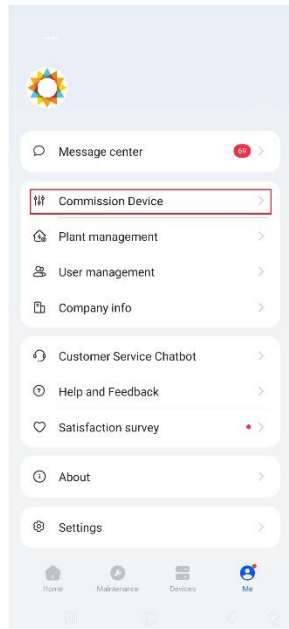 Message center 69
Commission Device
Plant management
User management
Company info
Customer Service Chatbot
Help and Feedback
Satisfaction survey
About
Settings
Home Maintenance Devices Me